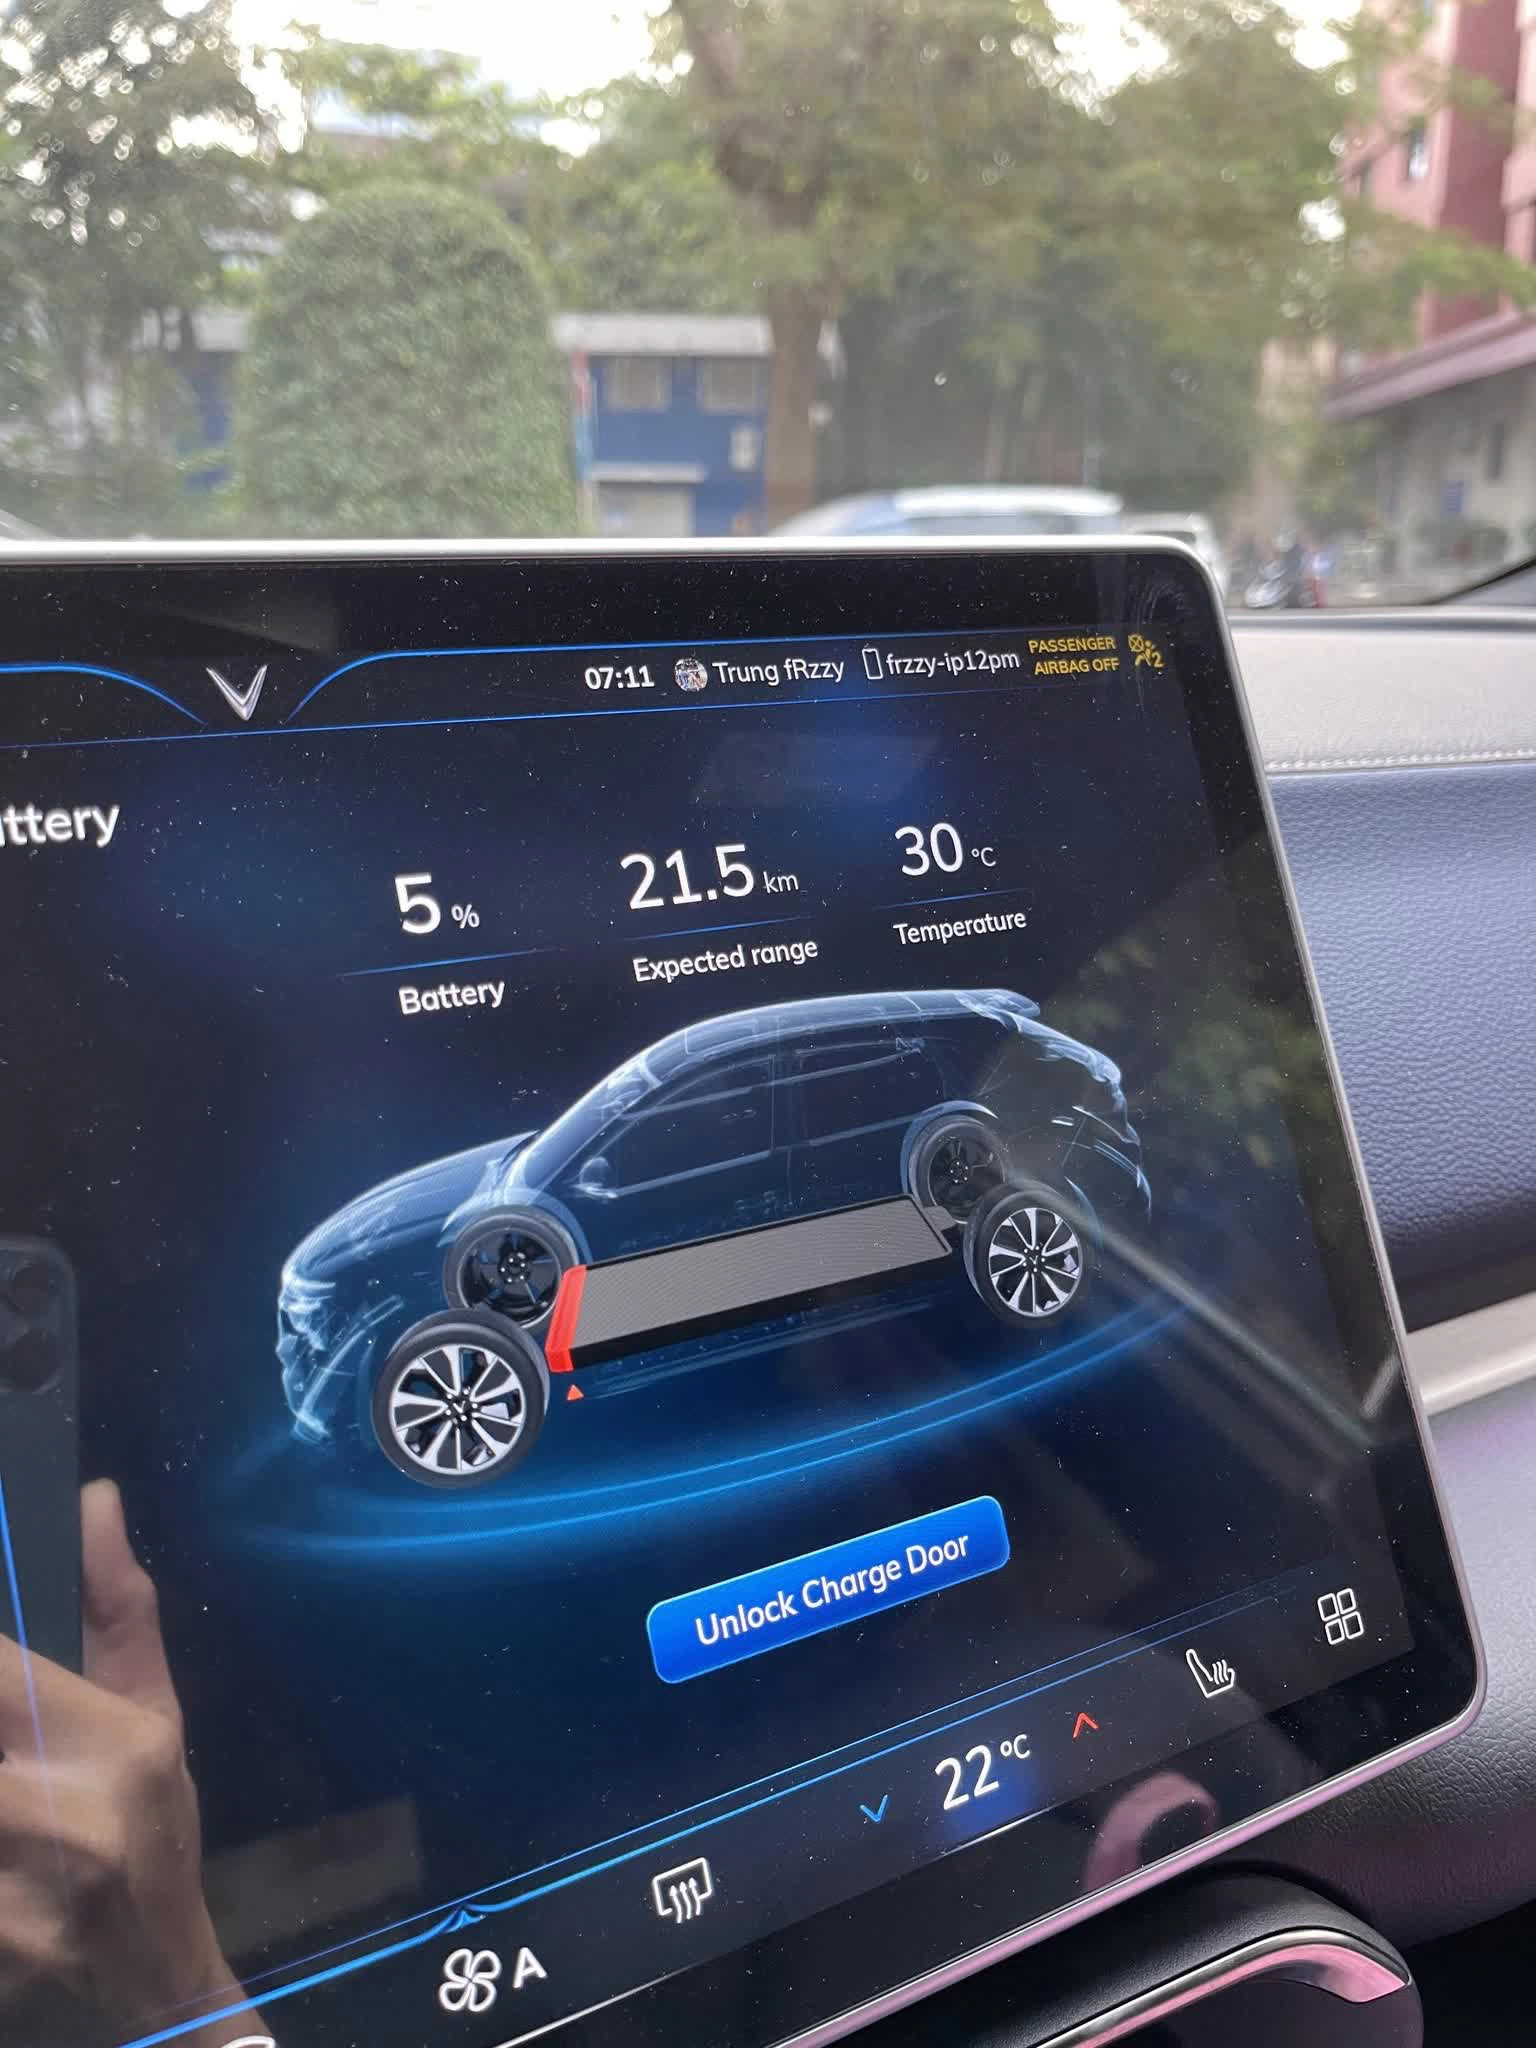 07:11 Trung fRzzy frzzy-ip12pm PASSENGER
AIRBAG OFF 2
ttery
5 % 21.5 km 30 °C
Battery Expected range Temperature
Unlock Charge Door
22 °C
A